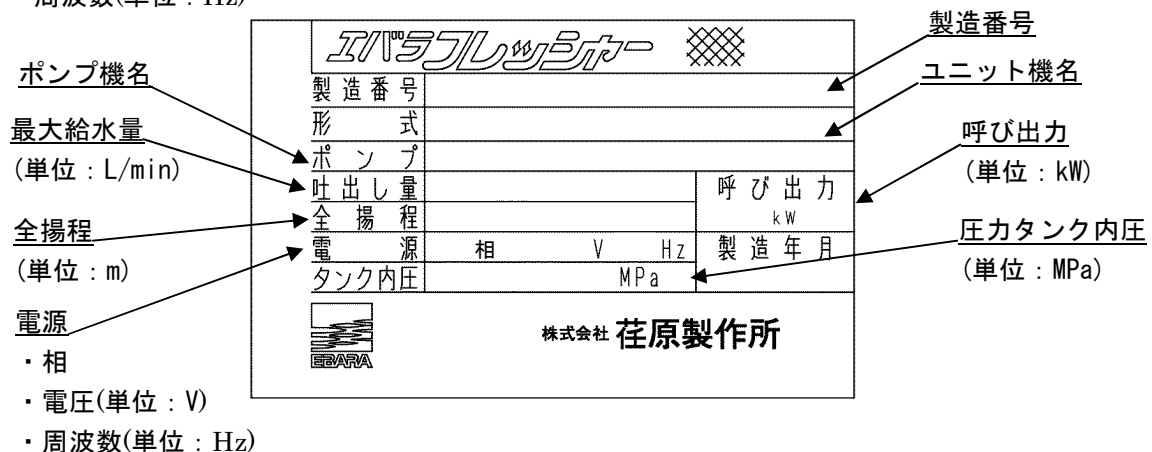 ・周波数(単位：Hz)
エバラフレッシャー
製造番号
形式
ポンプ
吐出し量
呼び出力
kW
全揚程
電源 相 V Hz
製造年月
タンク内圧 MPa
EBARA
株式会社 荏原製作所
ポンプ機名
最大給水量
(単位：L/min)
全揚程
(単位：m)
電源
・相
・電圧(単位：V)
・周波数(単位：Hz)
製造番号
ユニット機名
呼び出力
(単位：kW)
圧力タンク内圧
(単位：MPa)